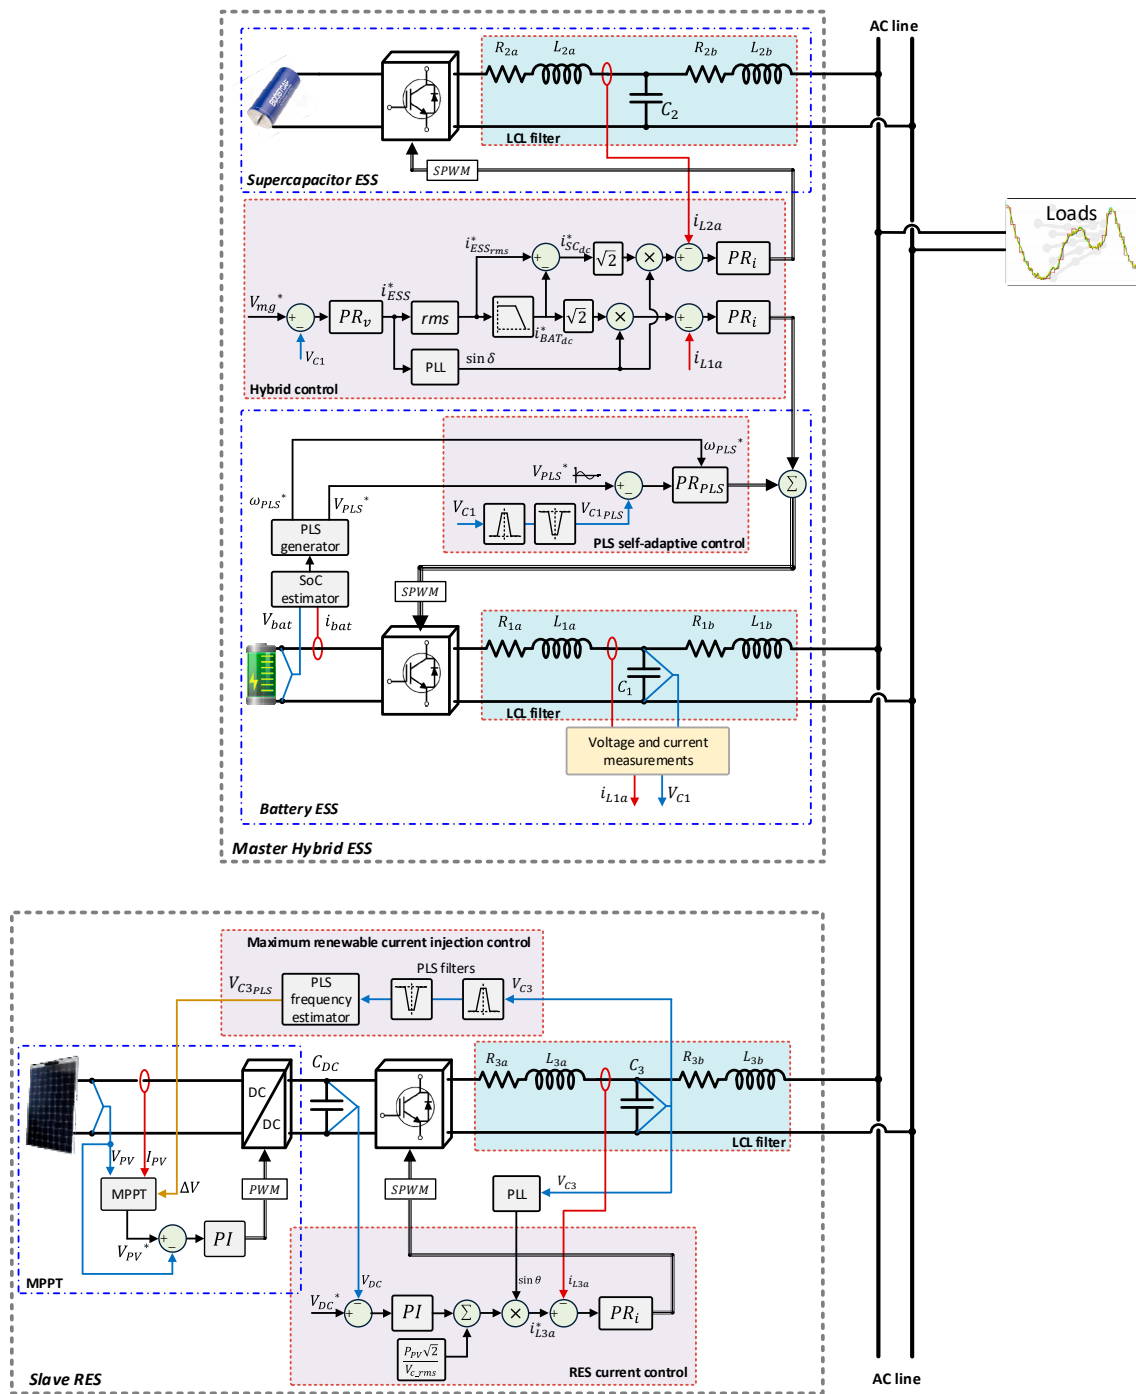 AC line
R2a
L2a
R2b
L2b
C2
LCL filter
SPWM
Supercapitor ESS
Loads
iL2a
i*ESSrms
i*SCdc
√2
×
+
−
PRi
Vmg*
+
−
i*ESS
PRv
rms
i*BATdc
√2
×
+
−
PRi
VC1
PLL
sin δ
iL1a
Hybrid control
ωPLS*
VPLS*
+
−
PRPLS
Σ
ωPLS*
VPLS*
VC1
VC1PLS
PLS generator
PLS self-adaptive control
SoC estimator
SPWM
Vbat
ibat
R1a
L1a
R1b
L1b
C1
LCL filter
Voltage and current
measurements
iL1a
VC1
Battery ESS
Master Hybrid ESS
Maximum renewable current injection control
VC3PLS
PLS
frequency
estimator
PLS filters
VC3
CDC
R3a
L3a
C3
R3b
L3b
DC
DC
LCL filter
VPV
IPV
MPPT
ΔV
PWM
SPWM
PLL
VC3
VPV*
+
−
PI
MPPT
VDC
sin θ
iL3a
VDC*
+
−
PI
Σ
×
i*L3a
+
−
PRi
PPV√2
Vc_rms
RES current control
Slave RES
AC line